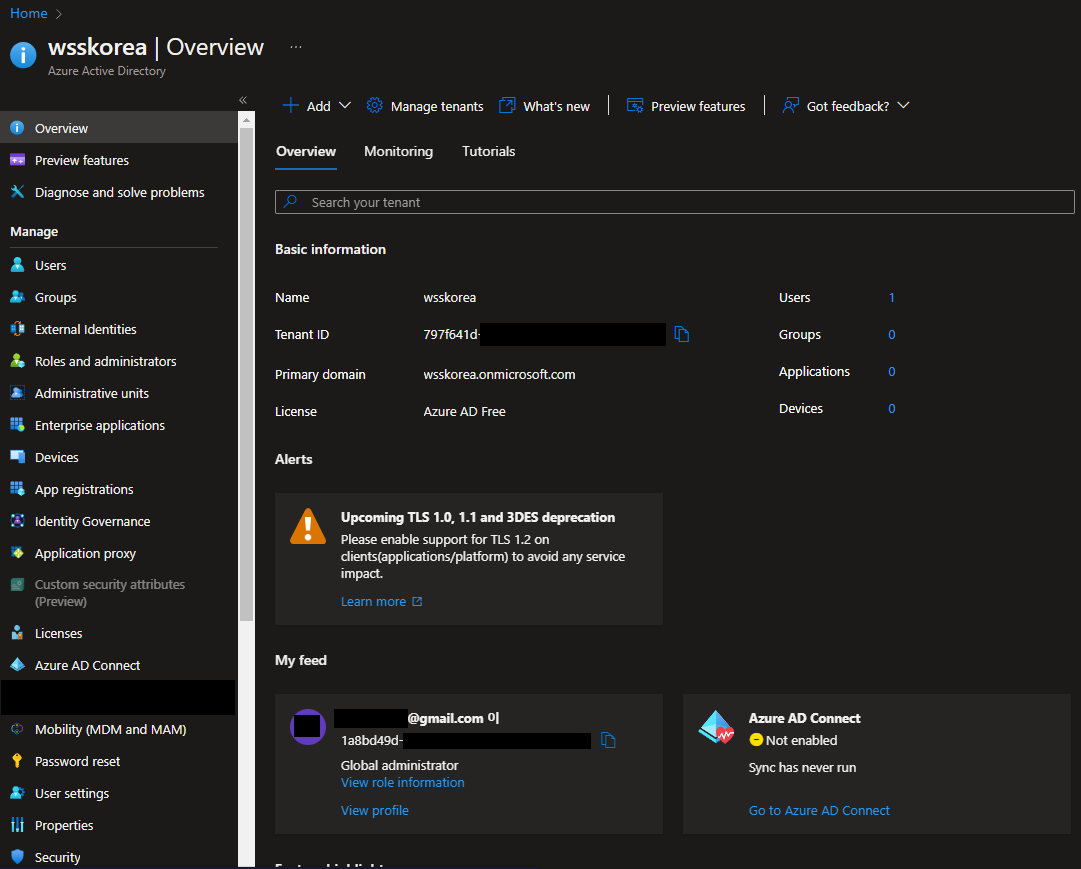 Home >
wsskorea | Overview ...
Azure Active Directory
«
Overview
Preview features
Diagnose and solve problems
Manage
Users
Groups
External Identities
Roles and administrators
Administrative units
Enterprise applications
Devices
App registrations
Identity Governance
Application proxy
Custom security attributes
(Preview)
Licenses
Azure AD Connect
Mobility (MDM and MAM)
Password reset
User settings
Properties
Security
Add
Manage tenants
What's new
Preview features
Got feedback?
Overview
Monitoring
Tutorials
Search your tenant
Basic information
Name
wsskorea
Users
1
Tenant ID
797f641d-
Groups
0
Primary domain
wsskorea.onmicrosoft.com
Applications
0
License
Azure AD Free
Devices
0
Alerts
Upcoming TLS 1.0, 1.1 and 3DES deprecation
Please enable support for TLS 1.2 on
clients(applications/platform) to avoid any service
impact.
Learn more
My feed
@gmail.com 이
1a8bd49d-
Global administrator
View role information
View profile
Azure AD Connect
Not enabled
Sync has never run
Go to Azure AD Connect